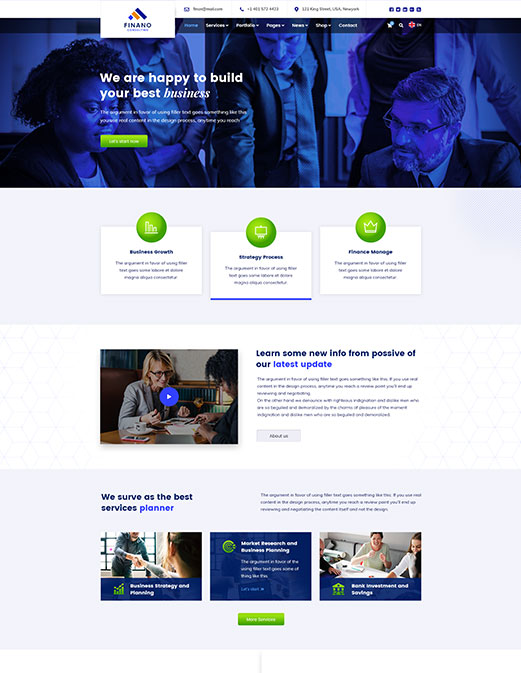 FINANO
CONSULTING
+1 401 572 4423
121 King Street, USA, Newyork
Home Services Portfolio Pages News Shop Contact
EN
We are happy to build
your best business
The argument in favor of using filler text goes something like this
you use real content in the design process, anytime you reach
Let's start now
Business Growth
The argument in favor of using filler
text goes some labore et dolore
magna aliqua consectetur.
Strategy Process
The argument in favor of using filler
text goes some labore et dolore
magna aliqua consectetur.
Finance Manage
The argument in favor of using filler
text goes some labore et dolore
magna aliqua consectetur.
Learn some new info from possive of
our latest update
The argument in favor of using filler text goes something like this: If you use real
content in the design process, anytime you reach a review point you'll end up
reviewing and negotiating.
On the other hand we denounce with righteous indignation and dislike men who
are so beguiled and demoralized by the charms of pleasure of the moment
indignation and dislike men who are so beguiled and demoralized.
About us
We surve as the best
services planner
The argument in favor of using filler text goes something like this: If you use real
content in the design process, anytime you reach a review point you'll end up
reviewing and negotiating the content itself and not the design.
Business Strategy and
Planning
Market Research and
Business Planning
The argument in favor of the
using filler text goes some of
thing like this
Let's start
Bank Investment and
Savings
More Services